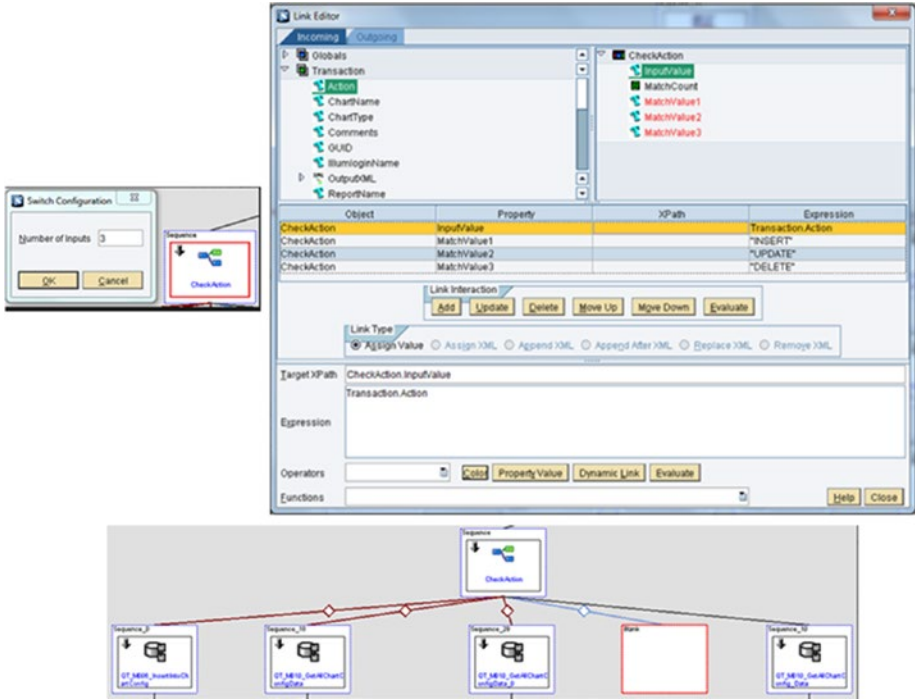 Link Editor
Incoming Outgoing
Globals
Transaction
Action
ChartName
ChartType
Comments
GUID
IllumloginName
OutputXML
ReportName
CheckAction
InputValue
MatchCount
MatchValue1
MatchValue2
MatchValue3
Object Property XPath Expression
CheckAction InputValue Transaction.Action
CheckAction MatchValue1 "INSERT"
CheckAction MatchValue2 "UPDATE"
CheckAction MatchValue3 "DELETE"
Link Interaction
Add Update Delete Move Up Move Down Evaluate
Link Type
Assign Value Assign XML Append XML Append After XML Replace XML Remove XML
Target XPath CheckAction.InputValue
Expression Transaction.Action
Operators Color Property Value Dynamic Link Evaluate
Functions Help Close
Switch Configuration
Number of Inputs 3
OK Cancel
Sequence
CheckAction
Sequence
CheckAction
Sequence_0
Blank